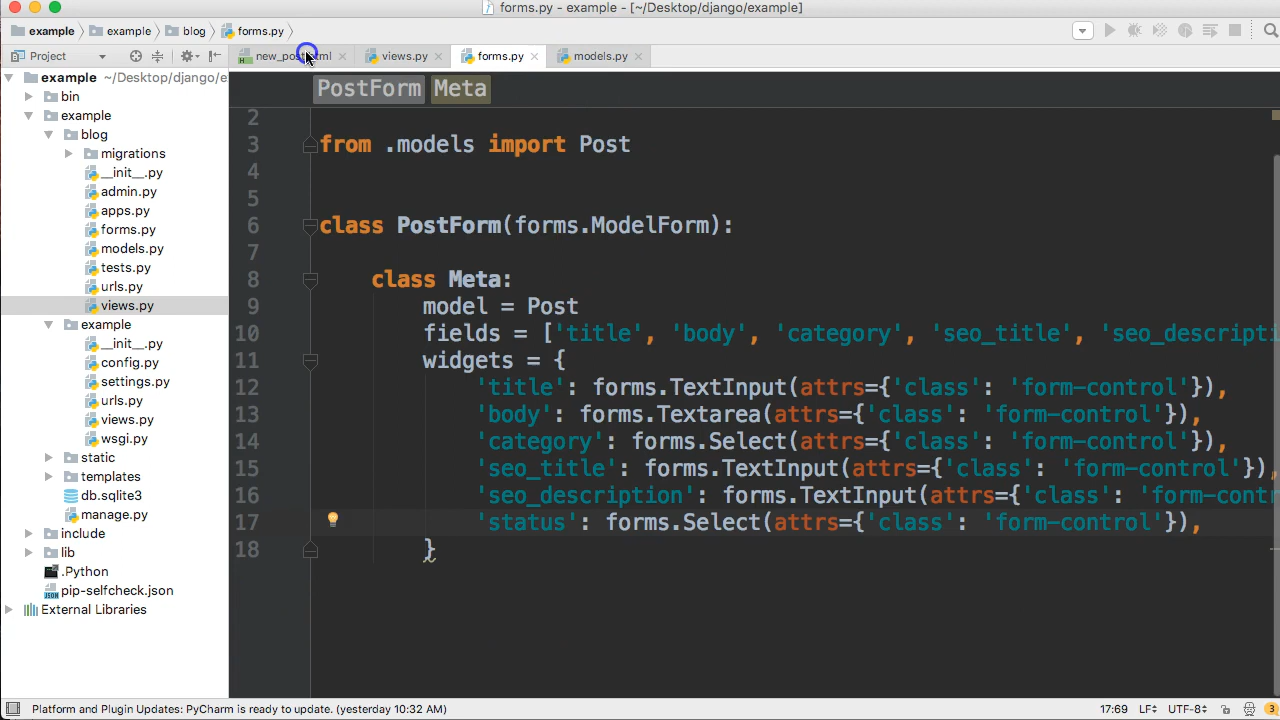 forms.py - example - [~/Desktop/django/example]
example example blog forms.py
Project new_post.html views.py forms.py models.py
example ~/Desktop/django/e
bin
example
blog
migrations
__init__.py
admin.py
apps.py
forms.py
models.py
tests.py
urls.py
views.py
example
__init__.py
config.py
settings.py
urls.py
views.py
wsgi.py
static
templates
db.sqlite3
manage.py
include
lib
.Python
pip-selfcheck.json
External Libraries
PostForm Meta
2
3 from .models import Post
4
5
6 class PostForm(forms.ModelForm):
7
8 class Meta:
9 model = Post
10 fields = ['title', 'body', 'category', 'seo_title', 'seo_descripti
11 widgets = {
12 'title': forms.TextInput(attrs={'class': 'form-control'}),
13 'body': forms.Textarea(attrs={'class': 'form-control'}),
14 'category': forms.Select(attrs={'class': 'form-control'}),
15 'seo_title': forms.TextInput(attrs={'class': 'form-control'}),
16 'seo_description': forms.TextInput(attrs={'class': 'form-contr
17 'status': forms.Select(attrs={'class': 'form-control'}),
18 }
Platform and Plugin Updates: PyCharm is ready to update. (yesterday 10:32 AM) 17:69 LF UTF-8 3